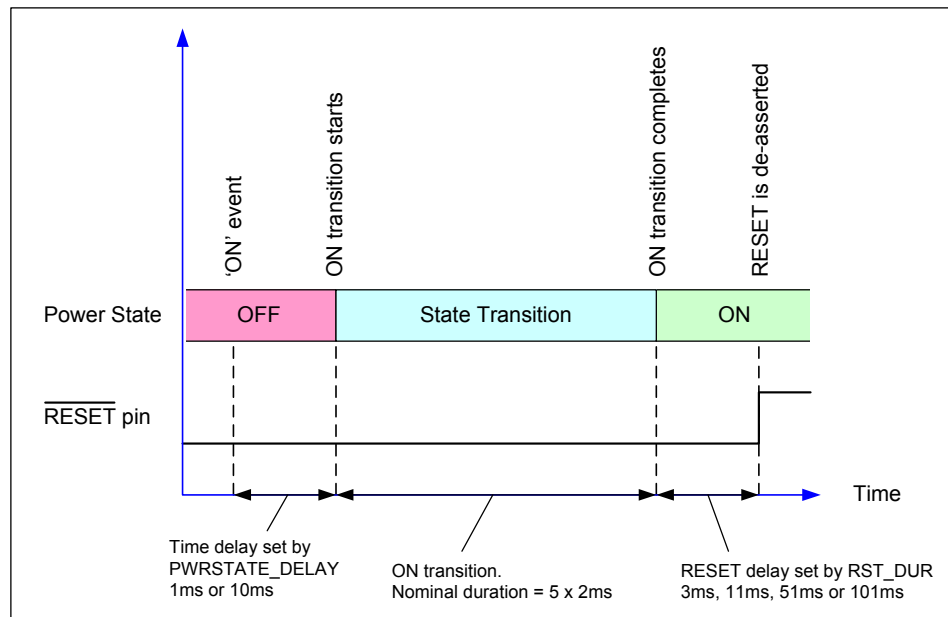 'ON' event
ON transition starts
ON transition completes
RESET is de-asserted
Power State
OFF
State Transition
ON
RESET pin
Time
Time delay set by
PWRSTATE_DELAY
1ms or 10ms
ON transition.
Nominal duration = 5 x 2ms
RESET delay set by RST_DUR
3ms, 11ms, 51ms or 101ms